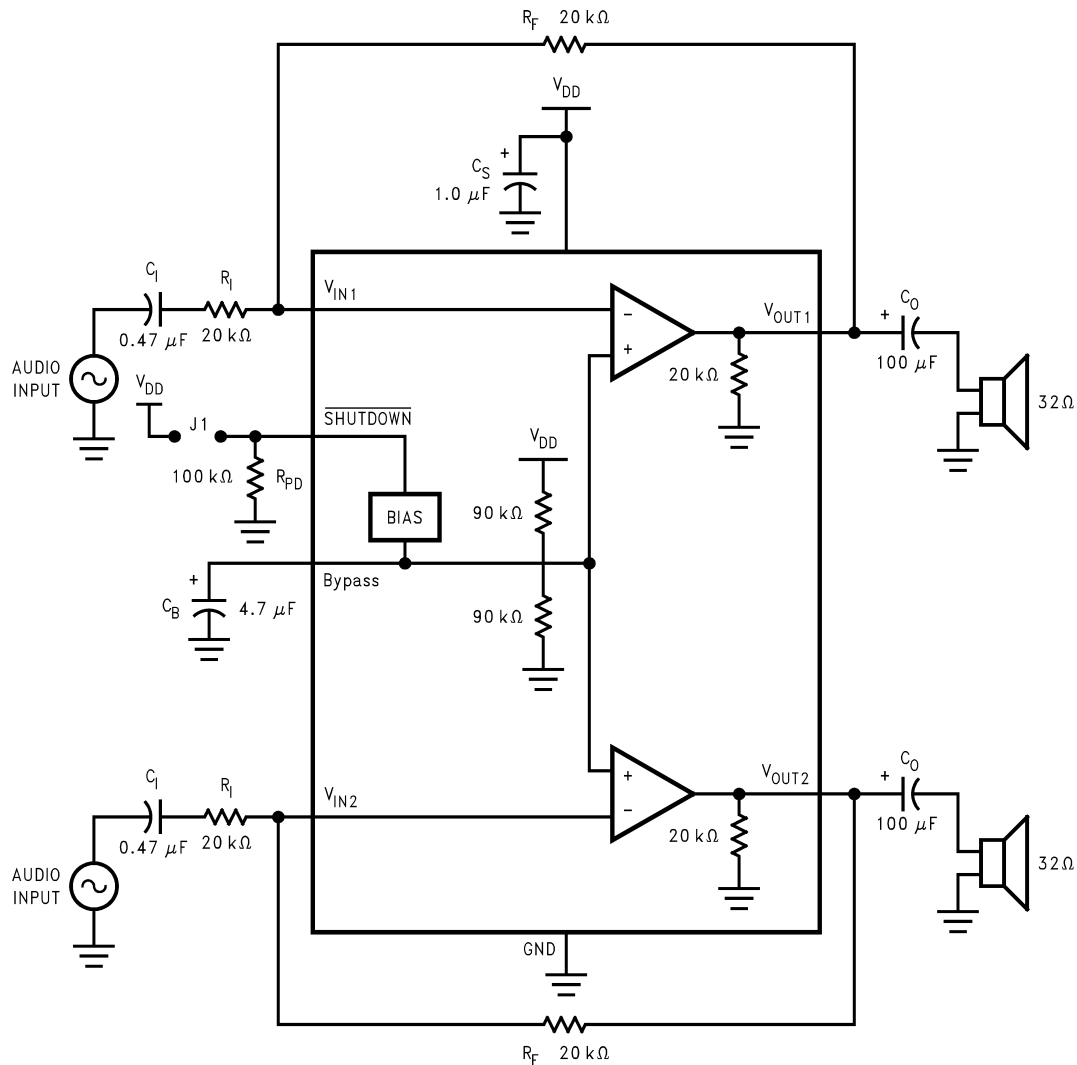 R_F 20 kΩ
V_DD
+
C_S
1.0 μF
C_I
R_I
0.47 μF
20 kΩ
V_IN1
−
+
V_OUT1
20 kΩ
+
C_O
100 μF
32Ω
AUDIO
INPUT
V_DD
J1
SHUTDOWN
100 kΩ R_PD
BIAS
V_DD
90 kΩ
Bypass
+
C_B 4.7 μF
90 kΩ
C_I
R_I
0.47 μF
20 kΩ
V_IN2
+
−
V_OUT2
20 kΩ
+
C_O
100 μF
32Ω
AUDIO
INPUT
GND
R_F 20 kΩ